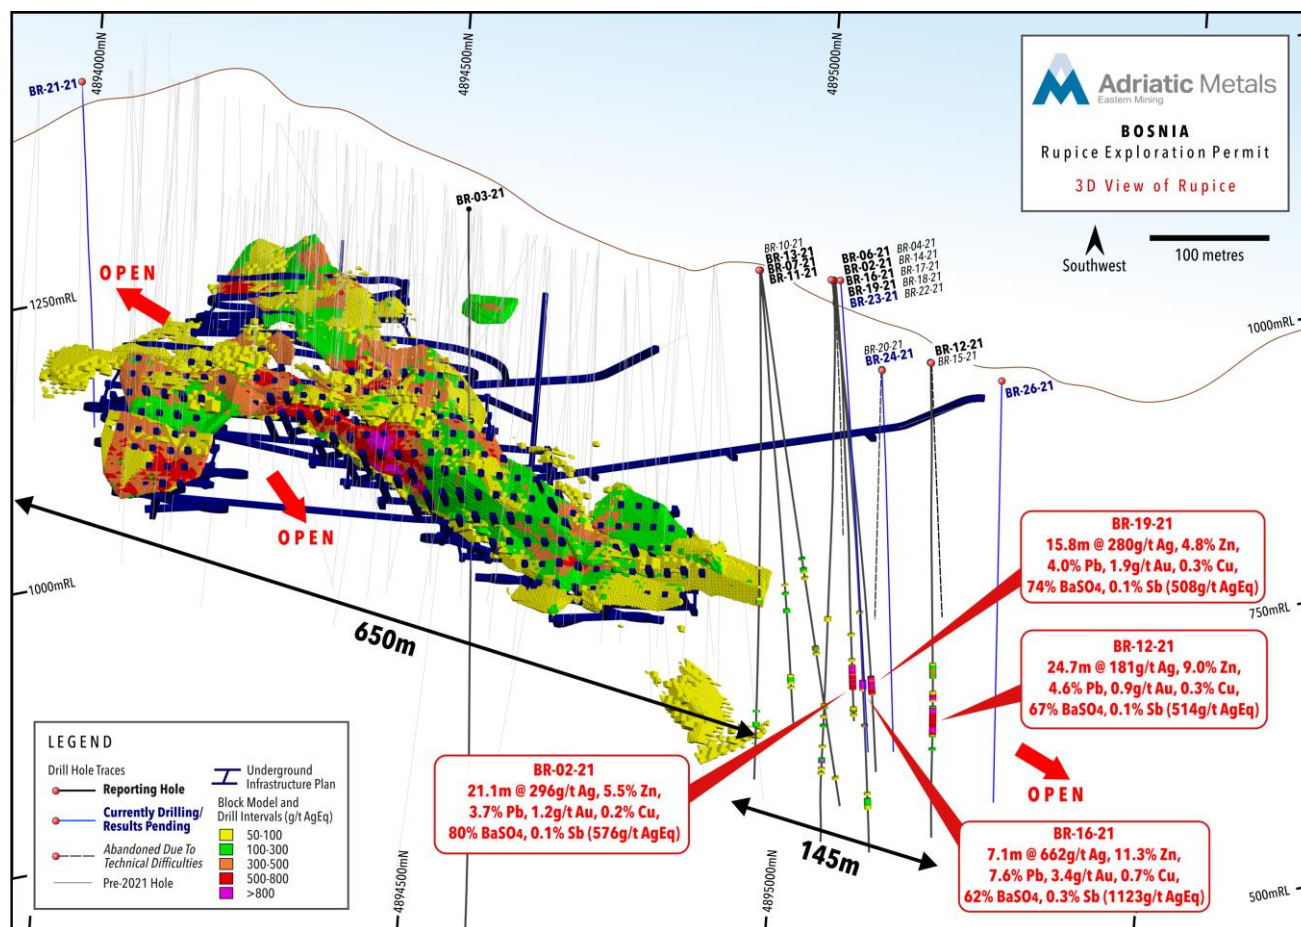 4894000mN
4894500mN
4895000mN
BR-21-21
Adriatic Metals
Eastern Mining
BOSNIA
Rupice Exploration Permit
3D View of Rupice
Southwest
100 metres
BR-03-21
BR-10-21
BR-13-21
BR-07-21
BR-11-21
BR-06-21
BR-02-21
BR-16-21
BR-19-21
BR-23-21
BR-04-21
BR-14-21
BR-17-21
BR-18-21
BR-22-21
OPEN
1250mRL
1000mRL
BR-20-21
BR-24-21
BR-12-21
BR-15-21
BR-26-21
OPEN
BR-19-21
15.8m @ 280g/t Ag, 4.8% Zn,
4.0% Pb, 1.9g/t Au, 0.3% Cu,
74% BaSO4, 0.1% Sb (508g/t AgEq)
1000mRL
750mRL
650m
BR-12-21
24.7m @ 181g/t Ag, 9.0% Zn,
4.6% Pb, 0.9g/t Au, 0.3% Cu,
67% BaSO4, 0.1% Sb (514g/t AgEq)
OPEN
BR-02-21
21.1m @ 296g/t Ag, 5.5% Zn,
3.7% Pb, 1.2g/t Au, 0.2% Cu,
80% BaSO4, 0.1% Sb (576g/t AgEq)
145m
BR-16-21
7.1m @ 662g/t Ag, 11.3% Zn,
7.6% Pb, 3.4g/t Au, 0.7% Cu,
62% BaSO4, 0.3% Sb (1123g/t AgEq)
500mRL
4894500mN
4895000mN
LEGEND
Drill Hole Traces
Reporting Hole
Currently Drilling/
Results Pending
Abandoned Due To
Technical Difficulties
Pre-2021 Hole
Underground
Infrastructure Plan
Block Model and
Drill Intervals (g/t AgEq)
50-100
100-300
300-500
500-800
>800